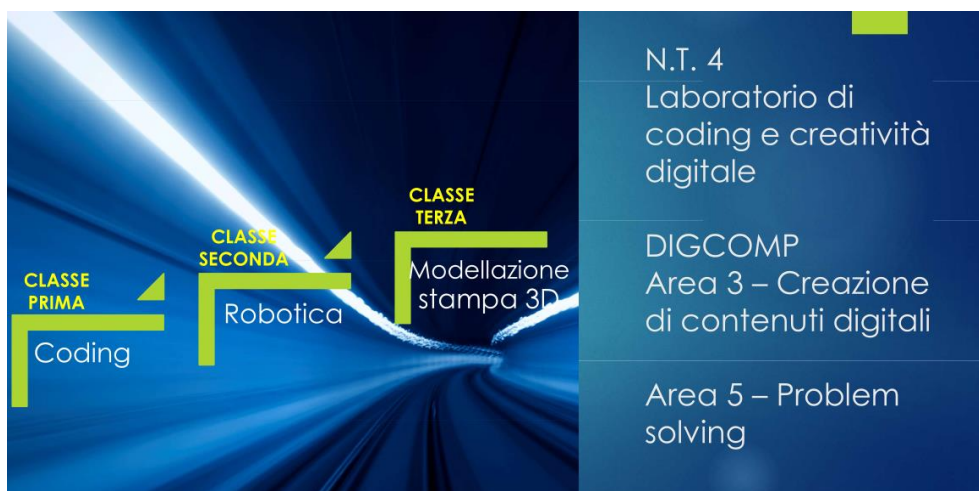 CLASSE
PRIMA
Coding
CLASSE
SECONDA
Robotica
CLASSE
TERZA
Modellazione
stampa 3D
N.T. 4
Laboratorio di
coding e creatività
digitale
DIGCOMP
Area 3 – Creazione
di contenuti digitali
Area 5 – Problem
solving